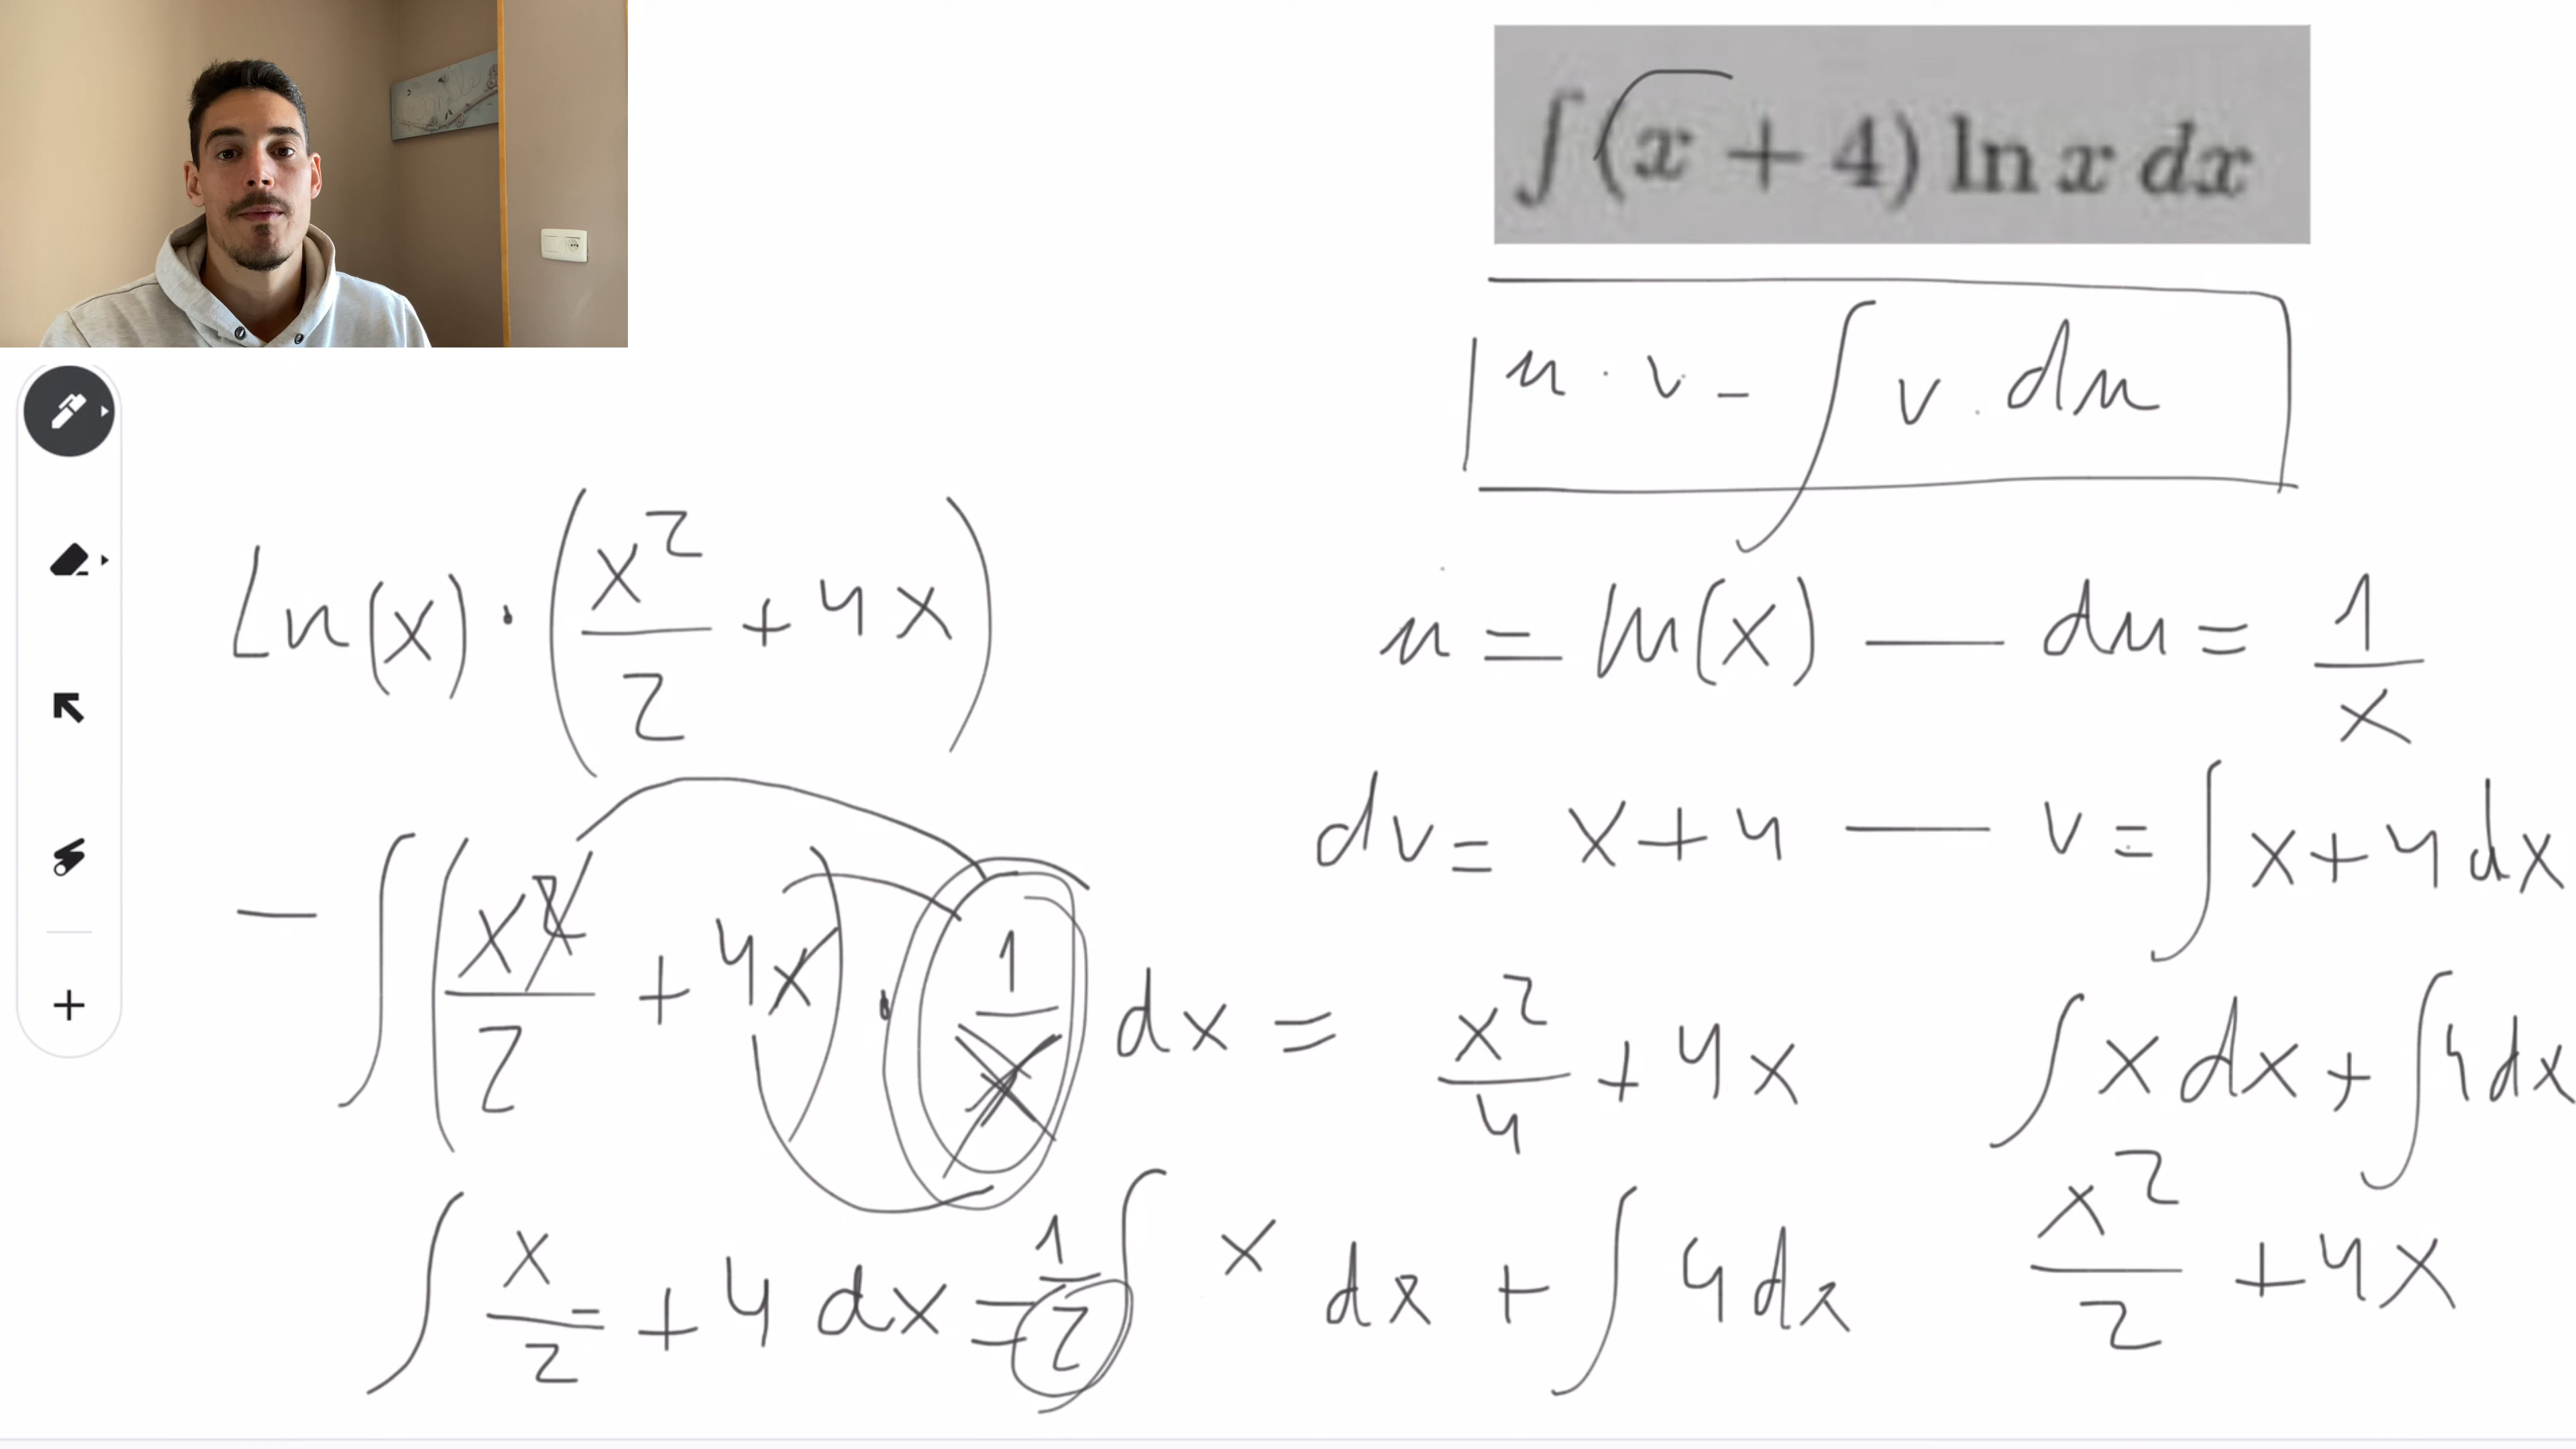 ∫(x + 4) ln x dx
u · v - ∫ v · du
u = ln(x) — du = 1/x
dv = x+4 — v = ∫ x+4 dx
∫ x dx + ∫ 4 dx
x²/2 + 4x
Ln(x) · (x²/2 + 4x)
- ∫ (x²/2 + 4x) · 1/x dx = x²/4 + 4x
∫ x/2 + 4 dx = 1/2 ∫ x dx + ∫ 4 dx